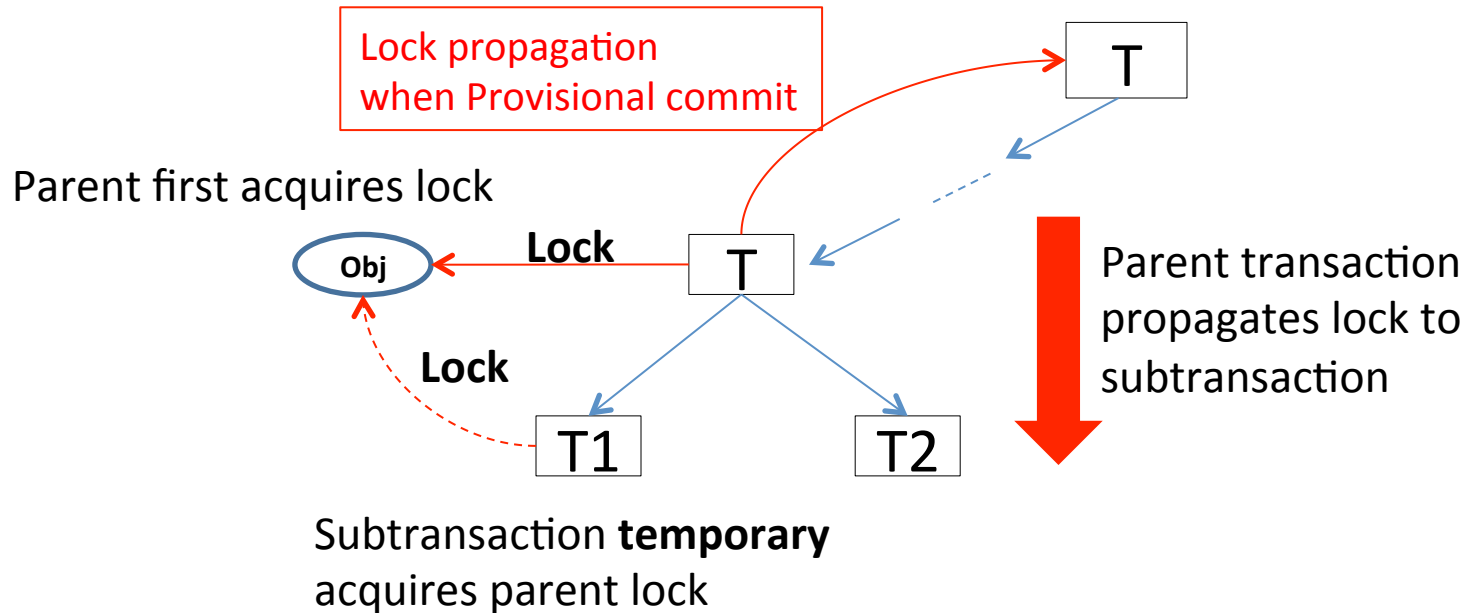 Lock propagation
when Provisional commit
T
Parent first acquires lock
Obj
Lock
T
Parent transaction
propagates lock to
subtransaction
Lock
T1
T2
Subtransaction temporary
acquires parent lock